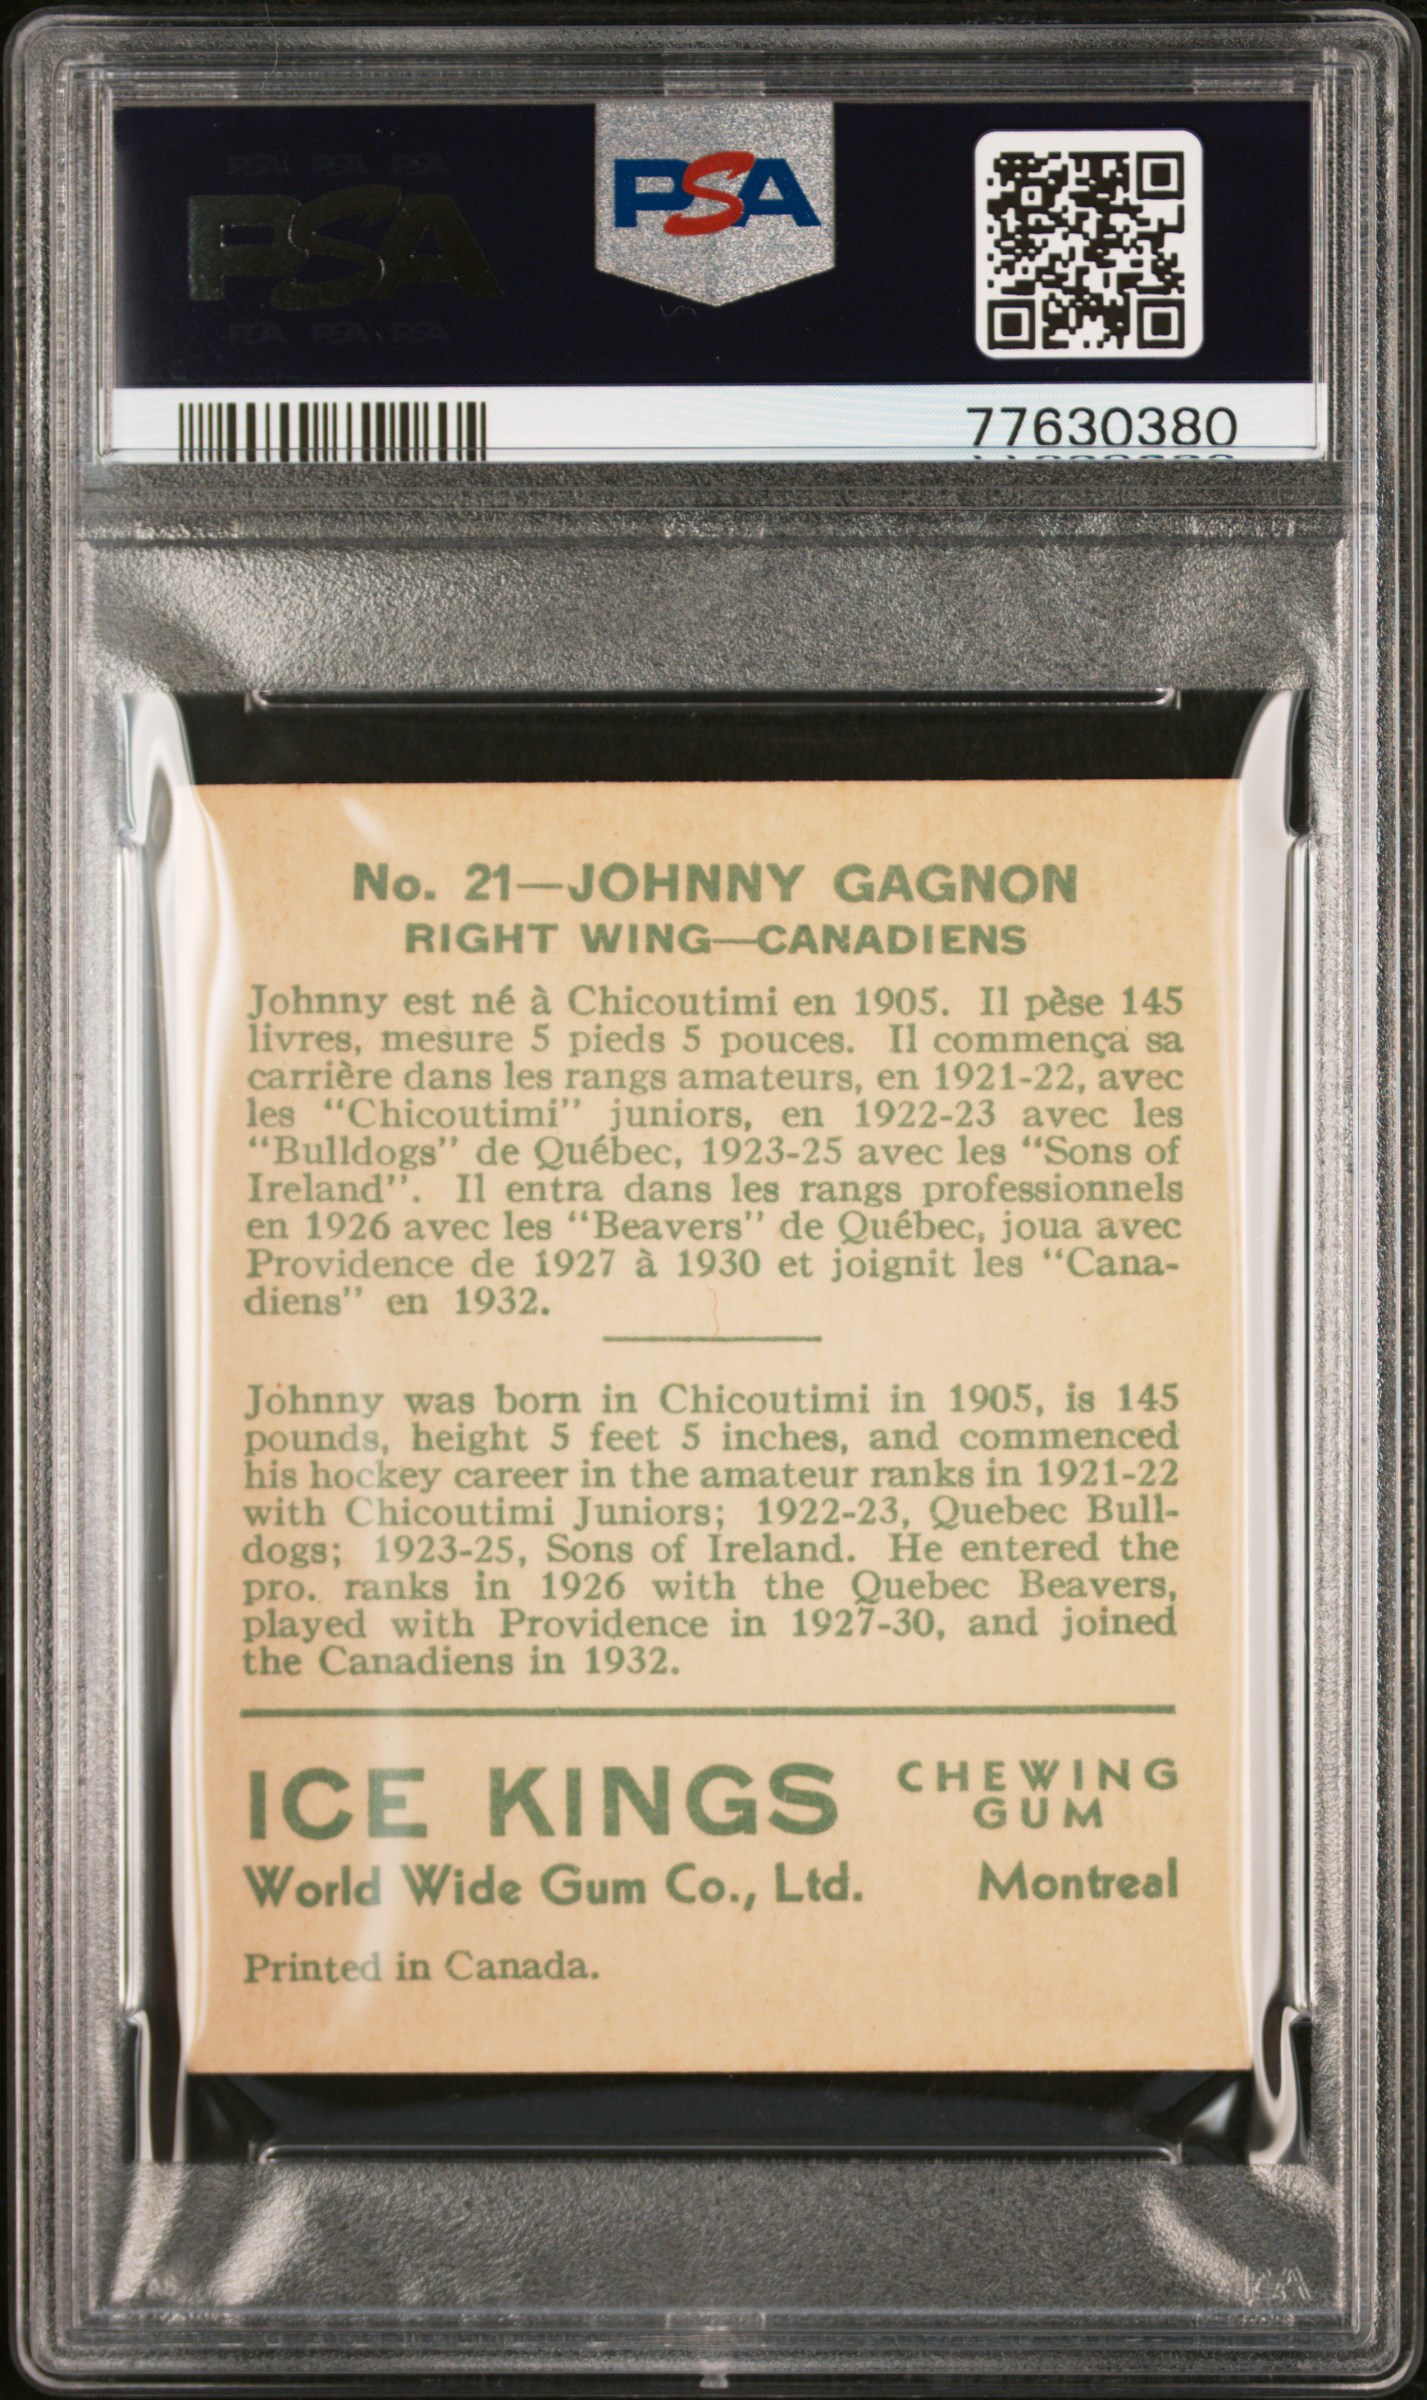 PSA PSA PSA
PSA
PSA PSA PSA
PSA
77630380
No. 21—JOHNNY GAGNON
RIGHT WING—CANADIENS
Johnny est né à Chicoutimi en 1905. Il pèse 145
livres, mesure 5 pieds 5 pouces. Il commença sa
carrière dans les rangs amateurs, en 1921-22, avec
les “Chicoutimi” juniors, en 1922-23 avec les
“Bulldogs” de Québec, 1923-25 avec les “Sons of
Ireland”. Il entra dans les rangs professionnels
en 1926 avec les “Beavers” de Québec, joua avec
Providence de 1927 à 1930 et joignit les “Cana-
diens” en 1932.
Johnny was born in Chicoutimi in 1905, is 145
pounds, height 5 feet 5 inches, and commenced
his hockey career in the amateur ranks in 1921-22
with Chicoutimi Juniors; 1922-23, Quebec Bull-
dogs; 1923-25, Sons of Ireland. He entered the
pro. ranks in 1926 with the Quebec Beavers,
played with Providence in 1927-30, and joined
the Canadiens in 1932.
ICE KINGS CHEWING GUM
World Wide Gum Co., Ltd. Montreal
Printed in Canada.